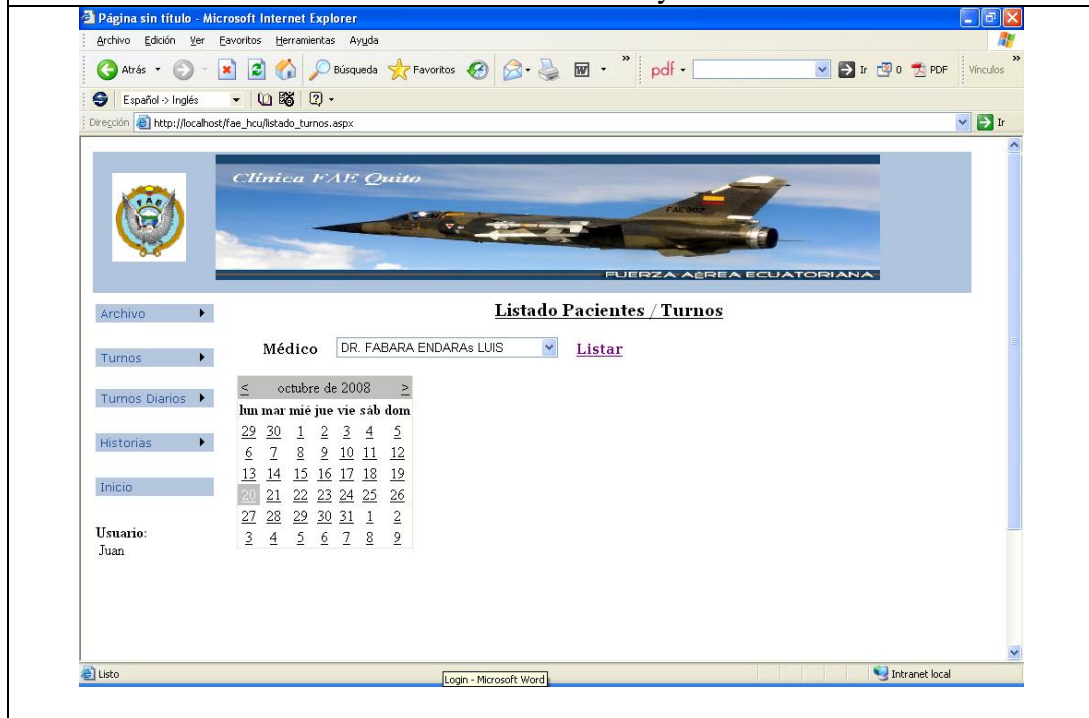 Página sin título - Microsoft Internet Explorer
Archivo Edición Ver Favoritos Herramientas Ayuda
Atrás Búsqueda Favoritos pdf Ir 0 PDF Vínculos
Español -> Inglés
Dirección http://localhost/fae_hcu/listado_turnos.aspx Ir
FAE
Clínica FAE Quito
FAE902
FUERZA AÉREA ECUATORIANA
Archivo
Turnos
Turnos Diarios
Historias
Inicio
Usuario:
Juan
Listado Pacientes / Turnos
Médico DR. FABARA ENDARAs LUIS Listar
< octubre de 2008 >
lun mar mié jue vie sáb dom
29 30 1 2 3 4 5
6 7 8 9 10 11 12
13 14 15 16 17 18 19
20 21 22 23 24 25 26
27 28 29 30 31 1 2
3 4 5 6 7 8 9
Listo Intranet local
Login - Microsoft Word